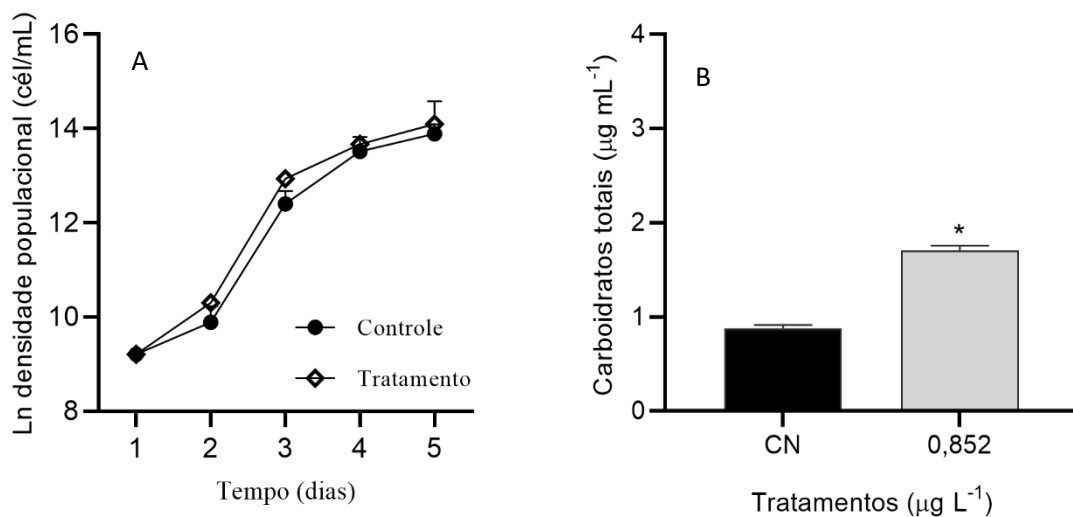 Ln densidade populacional (cél/mL)
16
14
12
10
8
A
Controle
Tratamento
1 2 3 4 5
Tempo (dias)
Carboidratos totais (μg mL⁻¹)
4
3
2
1
0
B
*
CN 0,852
Tratamentos (μg L⁻¹)